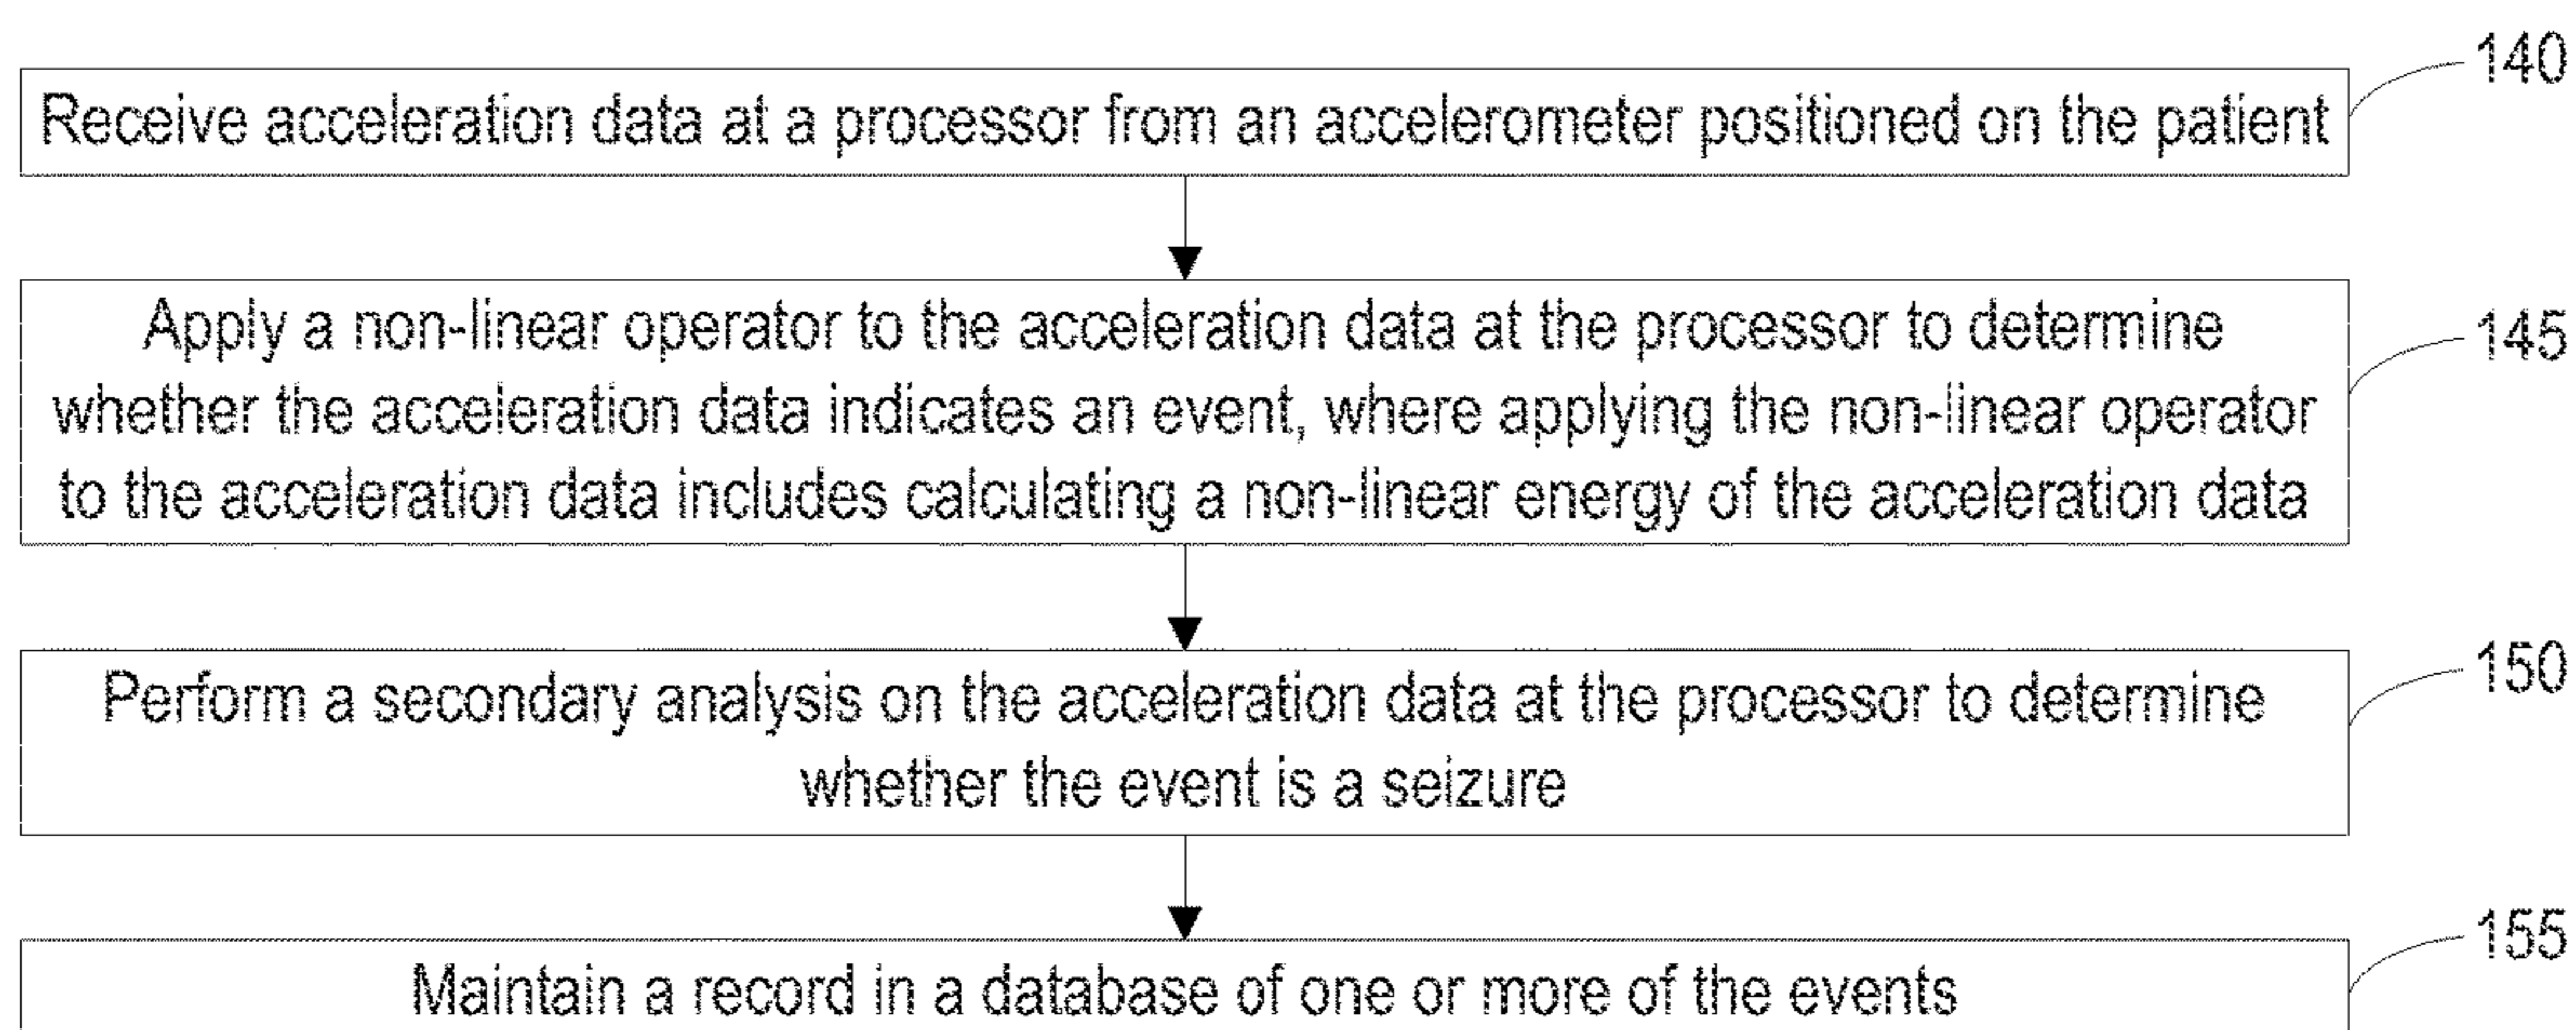 140
Receive acceleration data at a processor from an accelerometer positioned on the patient
145
Apply a non-linear operator to the acceleration data at the processor to determine
whether the acceleration data indicates an event, where applying the non-linear operator
to the acceleration data includes calculating a non-linear energy of the acceleration data
150
Perform a secondary analysis on the acceleration data at the processor to determine
whether the event is a seizure
155
Maintain a record in a database of one or more of the events